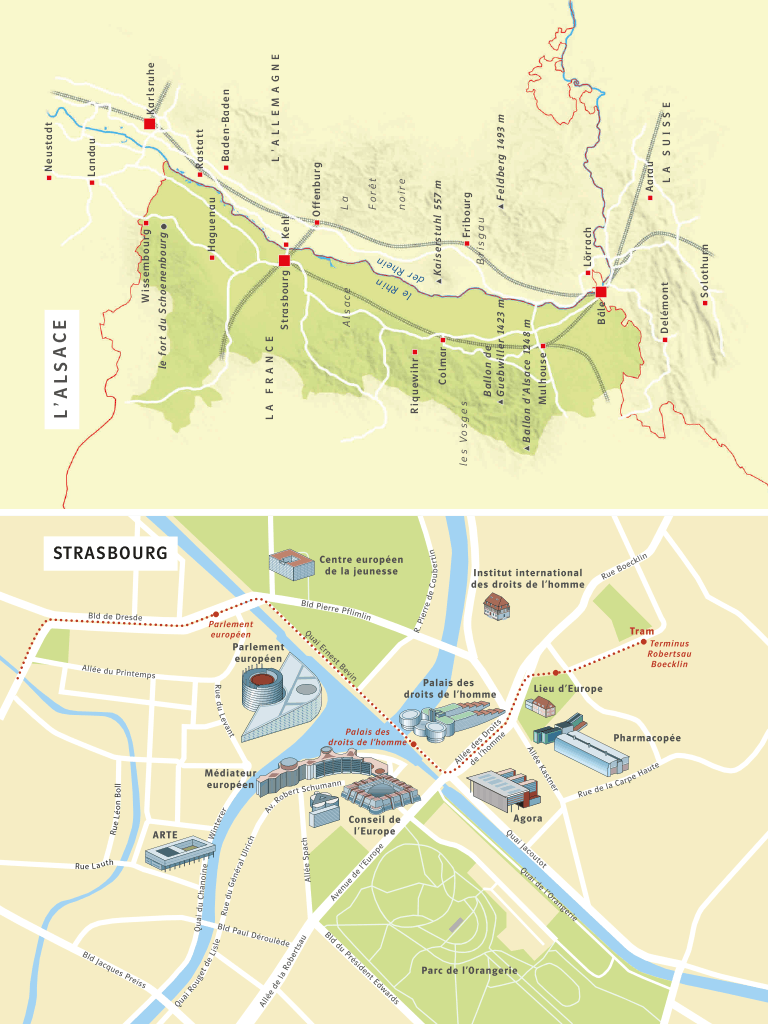 L'ALSACE
Neustadt
Landau
Karlsruhe
Rastatt
Baden-Baden
L'ALLEMAGNE
Wissembourg
le fort du Schoenenbourg
Haguenau
Kehl
Offenburg
La
Forêt
noire
Strasbourg
LA FRANCE
Alsace
le Rhin
der Rhein
Kaiserstuhl 557 m
Fribourg
Brisgau
Feldberg 1493 m
Riquewihr
Colmar
les Vosges
Ballon de
Guebwiller 1423 m
Ballon d'Alsace 1248 m
Mulhouse
Lörrach
Bâle
Aarau
LA SUISSE
Delémont
Solothurn
STRASBOURG
Centre européen
de la jeunesse
Institut international
des droits de l'homme
Rue Boecklin
R. Pierre de Coubertin
Bld de Dresde
Bld Pierre Pflimlin
Parlement
européen
Parlement
européen
Quai Ernest Bevin
Tram
Terminus
Robertsau
Boecklin
Allée du Printemps
Rue du Levant
Palais des
droits de l'homme
Lieu d'Europe
Palais des
droits de l'homme
Allée des Droits
de l'homme
Pharmacopée
Allée Kastner
Rue de la Carpe Haute
Médiateur
européen
Av. Robert Schumann
Conseil de
l'Europe
Agora
Rue Léon Boll
ARTE
Rue Lauth
Quai du Chanoine Winterer
Rue du Général Ulrich
Allée Spach
Avenue de l'Europe
Quai Jacoutot
Quai de l'Orangerie
Bld Paul Déroulède
Bld Jacques Preiss
Quai Rouget de Lisle
Allée de la Robertsau
Bld du Président Edwards
Parc de l'Orangerie